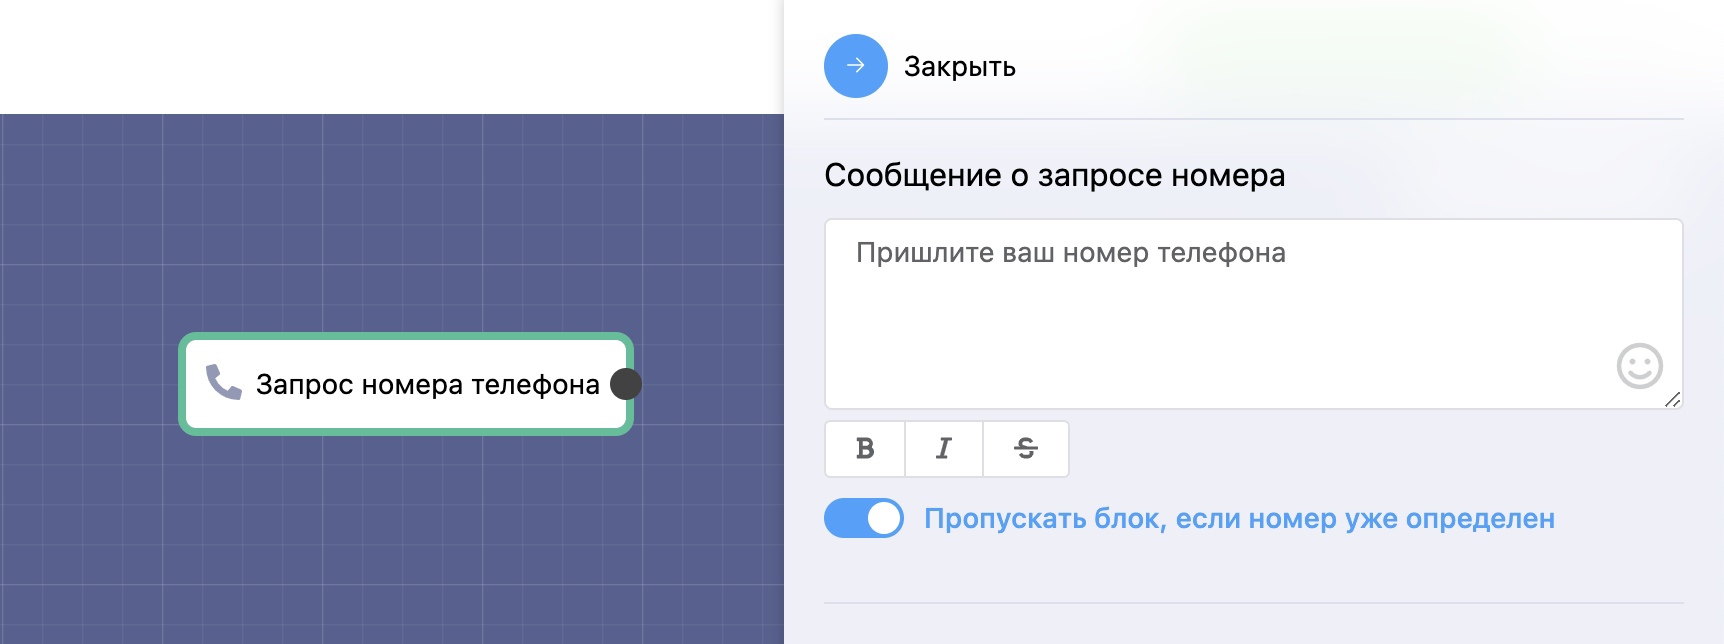 Закрыть
Сообщение о запросе номера
Пришлите ваш номер телефона
Запрос номера телефона
B I S
Пропускать блок, если номер уже определен